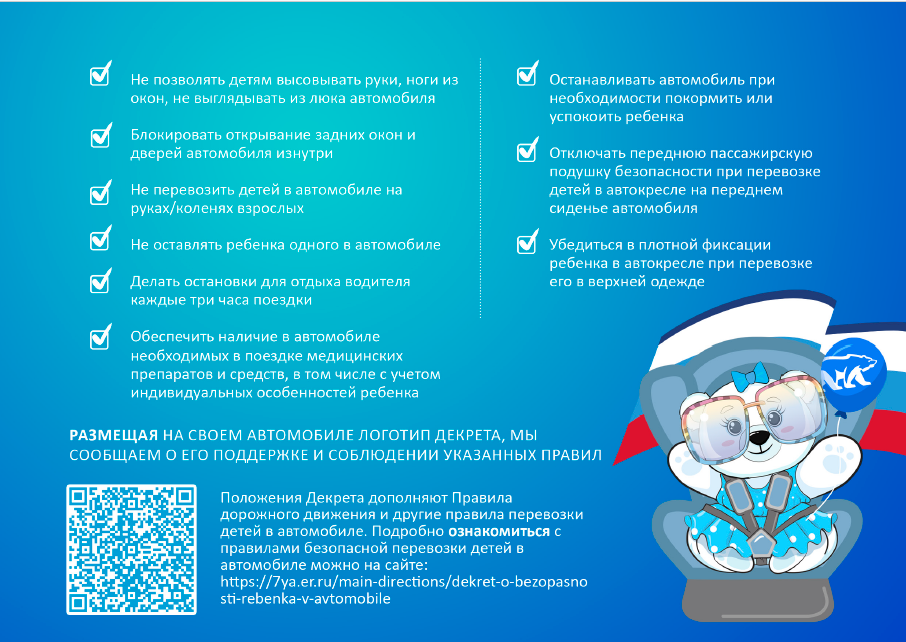 Не позволять детям высовывать руки, ноги из
окон, не выглядывать из люка автомобиля
Блокировать открывание задних окон и
дверей автомобиля изнутри
Не перевозить детей в автомобиле на
руках/коленях взрослых
Не оставлять ребенка одного в автомобиле
Делать остановки для отдыха водителя
каждые три часа поездки
Обеспечить наличие в автомобиле
необходимых в поездке медицинских
препаратов и средств, в том числе с учетом
индивидуальных особенностей ребенка
Останавливать автомобиль при
необходимости покормить или
успокоить ребенка
Отключать переднюю пассажирскую
подушку безопасности при перевозке
детей в автокресле на переднем
сиденье автомобиля
Убедиться в плотной фиксации
ребенка в автокресле при перевозке
его в верхней одежде
РАЗМЕЩАЯ НА СВОЕМ АВТОМОБИЛЕ ЛОГОТИП ДЕКРЕТА, МЫ
СООБЩАЕМ О ЕГО ПОДДЕРЖКЕ И СОБЛЮДЕНИИ УКАЗАННЫХ ПРАВИЛ
Положения Декрета дополняют Правила
дорожного движения и другие правила перевозки
детей в автомобиле. Подробно ознакомиться с
правилами безопасной перевозки детей в
автомобиле можно на сайте:
https://7ya.er.ru/main-directions/dekret-o-bezopasno
sti-rebenka-v-avtomobile